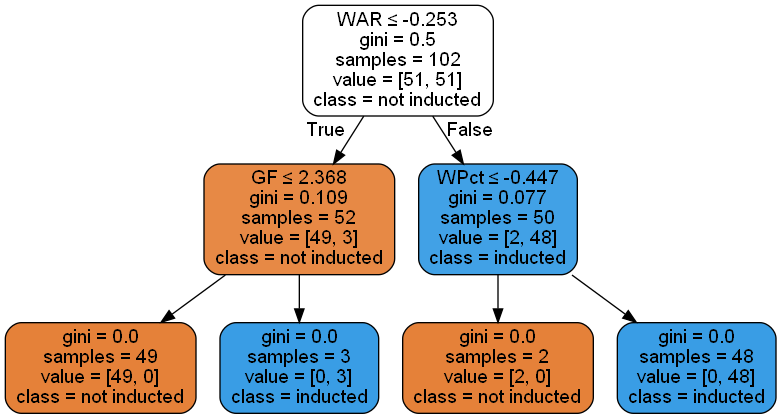 WAR ≤ -0.253
gini = 0.5
samples = 102
value = [51, 51]
class = not inducted
True
False
GF ≤ 2.368
gini = 0.109
samples = 52
value = [49, 3]
class = not inducted
WPct ≤ -0.447
gini = 0.077
samples = 50
value = [2, 48]
class = inducted
gini = 0.0
samples = 49
value = [49, 0]
class = not inducted
gini = 0.0
samples = 3
value = [0, 3]
class = inducted
gini = 0.0
samples = 2
value = [2, 0]
class = not inducted
gini = 0.0
samples = 48
value = [0, 48]
class = inducted